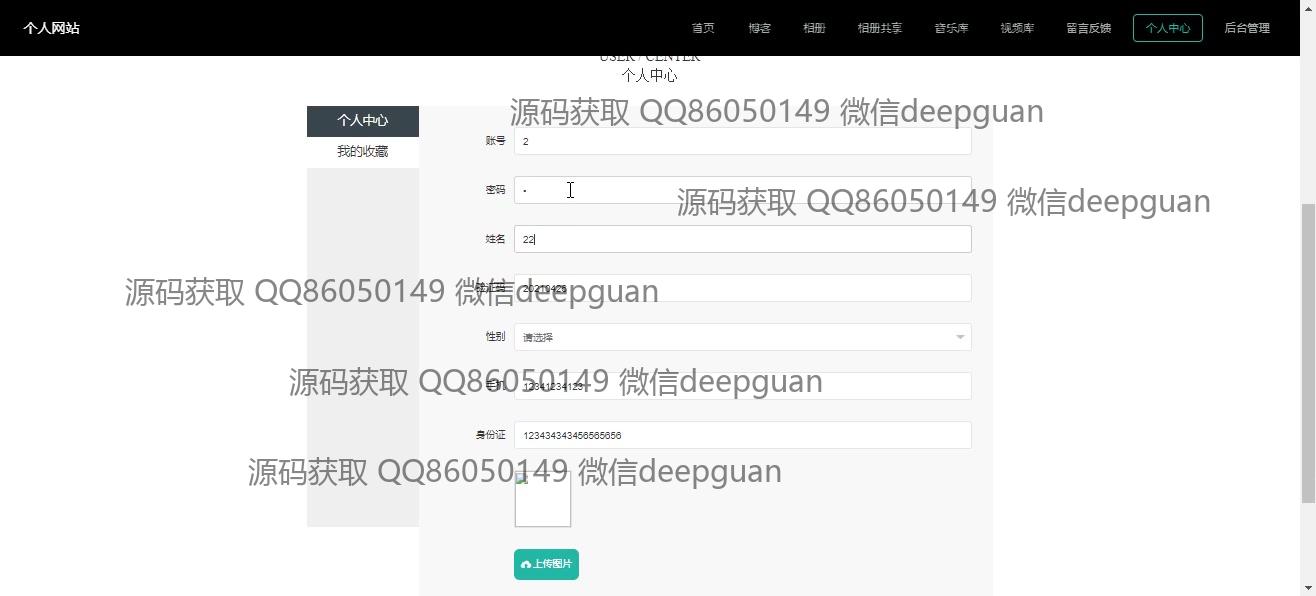 个人网站 首页 博客 相册 相册共享 音乐库 视频库 留言反馈 个人中心 后台管理
USER / CENTER
个人中心
源码获取 QQ86050149 微信deepguan
个人中心
账号 2
我的收藏
密码
源码获取 QQ86050149 微信deepguan
姓名 22
源码获取 QQ86050149 微信deepguan
验证码 20210426
性别 请选择
源码获取 QQ86050149 微信deepguan
手机 12341234123
身份证 123434343456565656
源码获取 QQ86050149 微信deepguan
上传图片